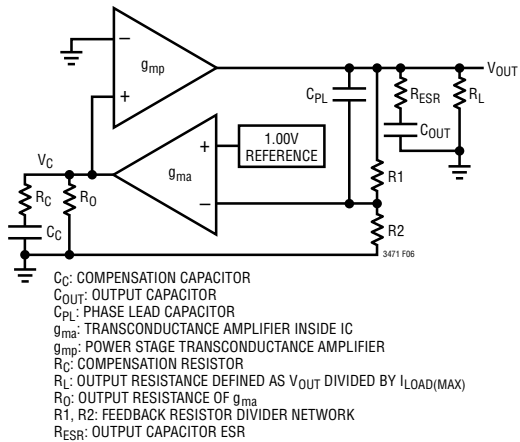 −
g_mp
+
V_OUT
C_PL
R_ESR
R_L
C_OUT
1.00V
REFERENCE
+
g_ma
−
V_C
R_C
R_O
C_C
R1
R2
3471 F06
C_C: COMPENSATION CAPACITOR
C_OUT: OUTPUT CAPACITOR
C_PL: PHASE LEAD CAPACITOR
g_ma: TRANSCONDUCTANCE AMPLIFIER INSIDE IC
g_mp: POWER STAGE TRANSCONDUCTANCE AMPLIFIER
R_C: COMPENSATION RESISTOR
R_L: OUTPUT RESISTANCE DEFINED AS V_OUT DIVIDED BY I_LOAD(MAX)
R_O: OUTPUT RESISTANCE OF g_ma
R1, R2: FEEDBACK RESISTOR DIVIDER NETWORK
R_ESR: OUTPUT CAPACITOR ESR